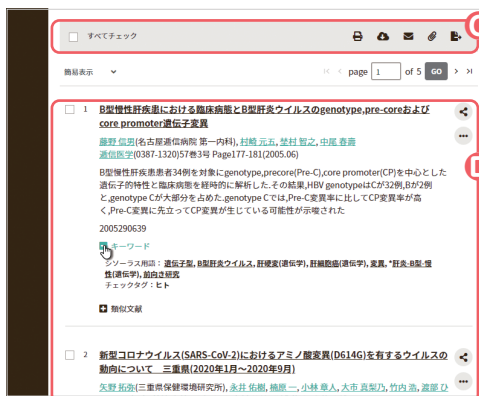 すべてチェック
簡易表示
page 1 of 5 GO
1 B型慢性肝疾患における臨床病態とB型肝炎ウイルスのgenotype,pre-coreおよび
core promoter遺伝子変異
藤野 信男(名古屋逓信病院 第一内科), 村崎 元五, 埜村 智之, 中尾 春壽
逓信医学(0387-1320)57巻3号 Page177-181(2005.06)
B型慢性肝疾患患者34例を対象にgenotype,precore(Pre-C),core promoter(CP)を中心とした
遺伝子の特性と臨床病態を経時的に解析した.その結果,HBV genotypeはCが32例,Bが2例
と,genotype Cが大部分を占めた.genotype Cでは,Pre-C変異率に比してCP変異率が高
く,Pre-C変異に先立ってCP変異が生じている可能性が示唆された
2005290639
キーワード
シソーラス用語：遺伝子型, B型肝炎ウイルス, 肝硬変(遺伝学), 肝細胞癌(遺伝学), 変異, *肝炎-B型-慢
性(遺伝学), 前向き研究
チェックタグ：ヒト
類似文献
2 新型コロナウイルス(SARS-CoV-2)におけるアミノ酸変異(D614G)を有するウイルスの
動向について 三重県(2020年1月～2020年9月)
矢野 拓弥(三重県保健環境研究所), 永井 佑樹, 楠原 一, 小林 章人, 大市 真梨乃, 竹内 浩, 渡部 ひ